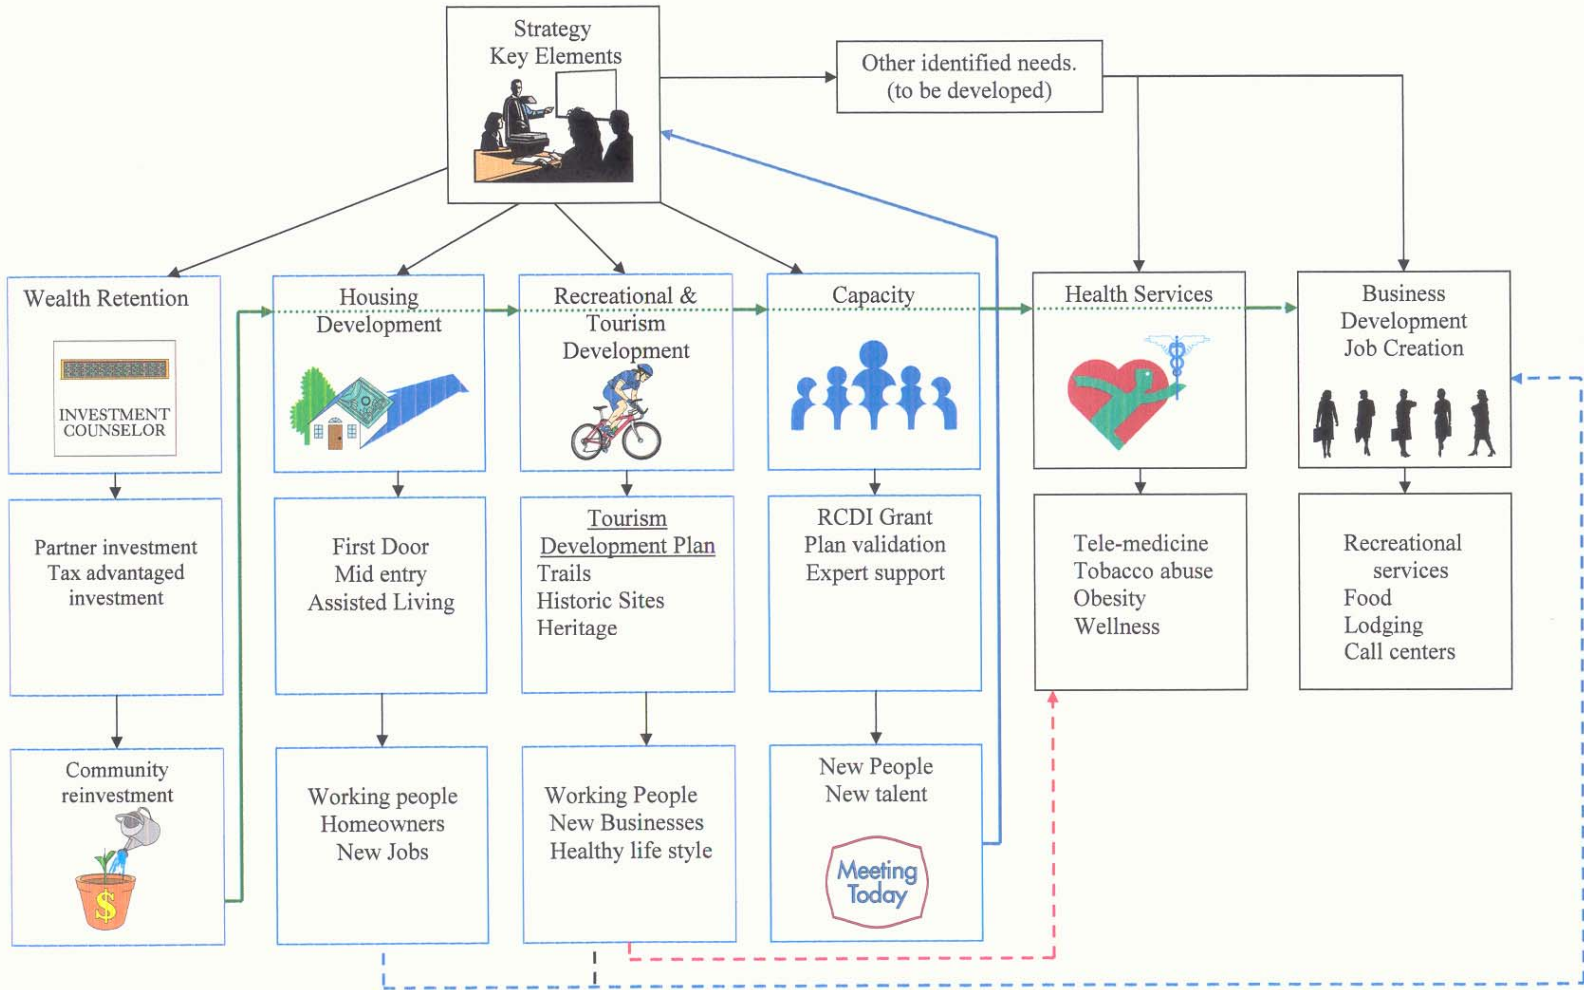 Strategy
Key Elements
Other identified needs.
(to be developed)
Wealth Retention
INVESTMENT
COUNSELOR
Housing
Development
Recreational &
Tourism
Development
Capacity
Health Services
Business
Development
Job Creation
Partner investment
Tax advantaged
investment
First Door
Mid entry
Assisted Living
Tourism
Development Plan
Trails
Historic Sites
Heritage
RCDI Grant
Plan validation
Expert support
Tele-medicine
Tobacco abuse
Obesity
Wellness
Recreational
services
Food
Lodging
Call centers
Community
reinvestment
$
Working people
Homeowners
New Jobs
Working People
New Businesses
Healthy life style
New People
New talent
Meeting
Today